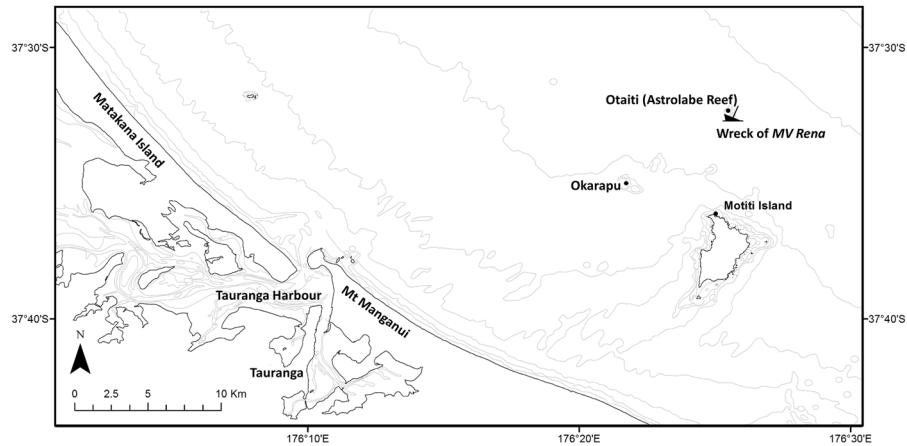 37°30'S
37°30'S
Matakana Island
Otaiti (Astrolabe Reef)
Wreck of MV Rena
Okarapu
Motiti Island
Tauranga Harbour
Mt Manganui
37°40'S
37°40'S
N
Tauranga
0 2.5 5 10 Km
176°10'E
176°20'E
176°30'E